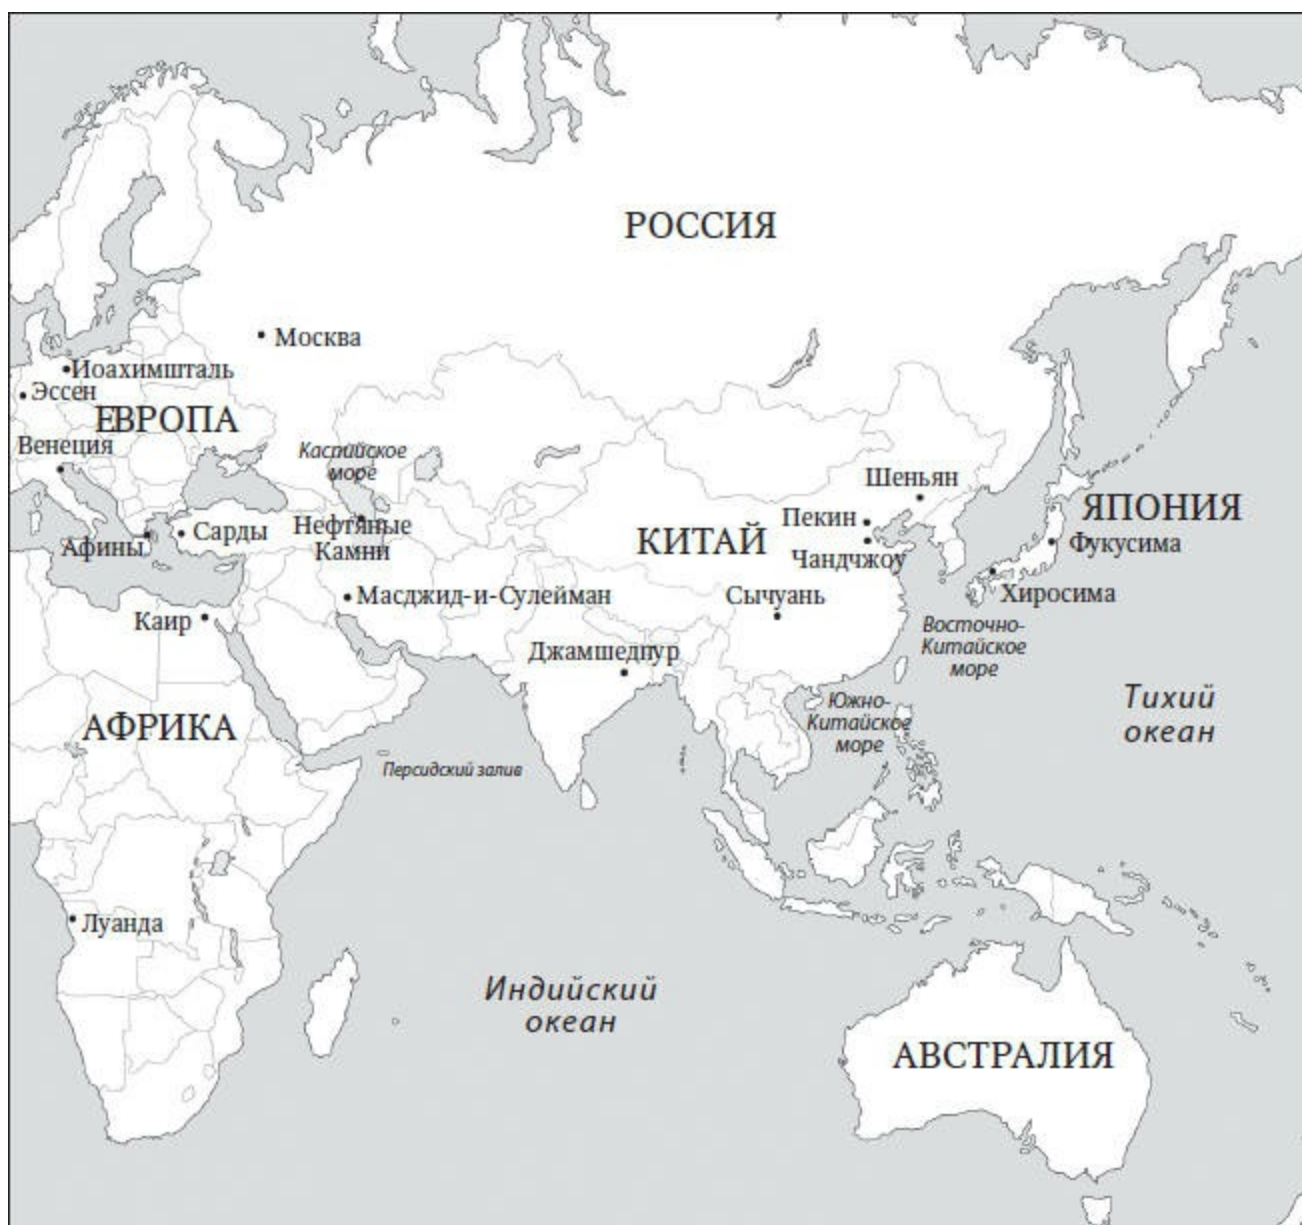 РОССИЯ
Москва
Иоахимшталь
Эссен
ЕВРОПА
Венеция
Каспийское
море
Шеньян
Пекин
ЯПОНИЯ
Сарды
Нефтяные
Камни
КИТАЙ
Афины
Чандчжоу
Фукусима
Масджид-и-Сулейман
Сычуань
Хиросима
Каир
Восточно-
Китайское
море
Джамшедпур
Тихий
океан
Южно-
Китайское
море
АФРИКА
Персидский залив
Луанда
Индийский
океан
АВСТРАЛИЯ